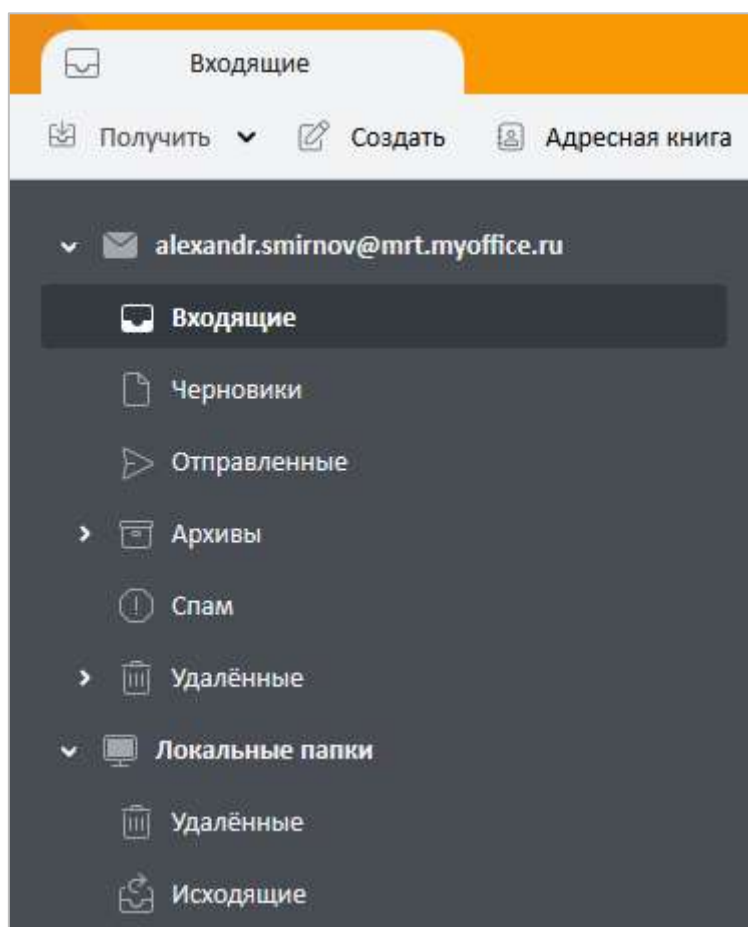 Входящие
Получить Создать Адресная книга
alexandr.smirnov@mrt.myoffice.ru
Входящие
Черновики
Отправленные
Архивы
Спам
Удалённые
Локальные папки
Удалённые
Исходящие